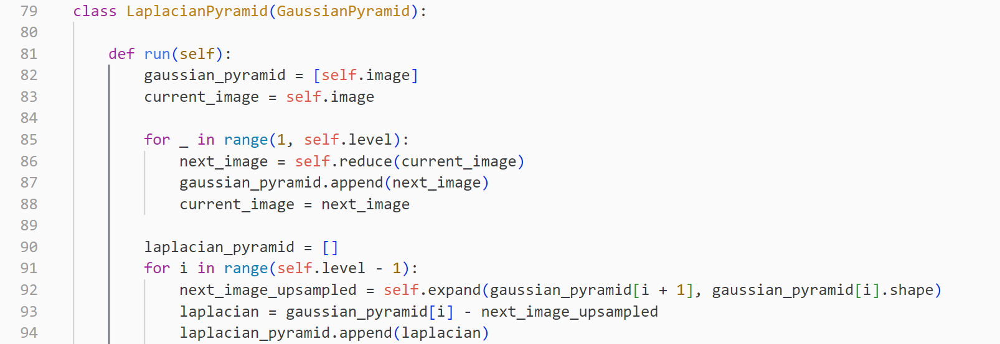 79 class LaplacianPyramid(GaussianPyramid):
80
81 def run(self):
82 gaussian_pyramid = [self.image]
83 current_image = self.image
84
85 for _ in range(1, self.level):
86 next_image = self.reduce(current_image)
87 gaussian_pyramid.append(next_image)
88 current_image = next_image
89
90 laplacian_pyramid = []
91 for i in range(self.level - 1):
92 next_image_upsampled = self.expand(gaussian_pyramid[i + 1], gaussian_pyramid[i].shape)
93 laplacian = gaussian_pyramid[i] - next_image_upsampled
94 laplacian_pyramid.append(laplacian)